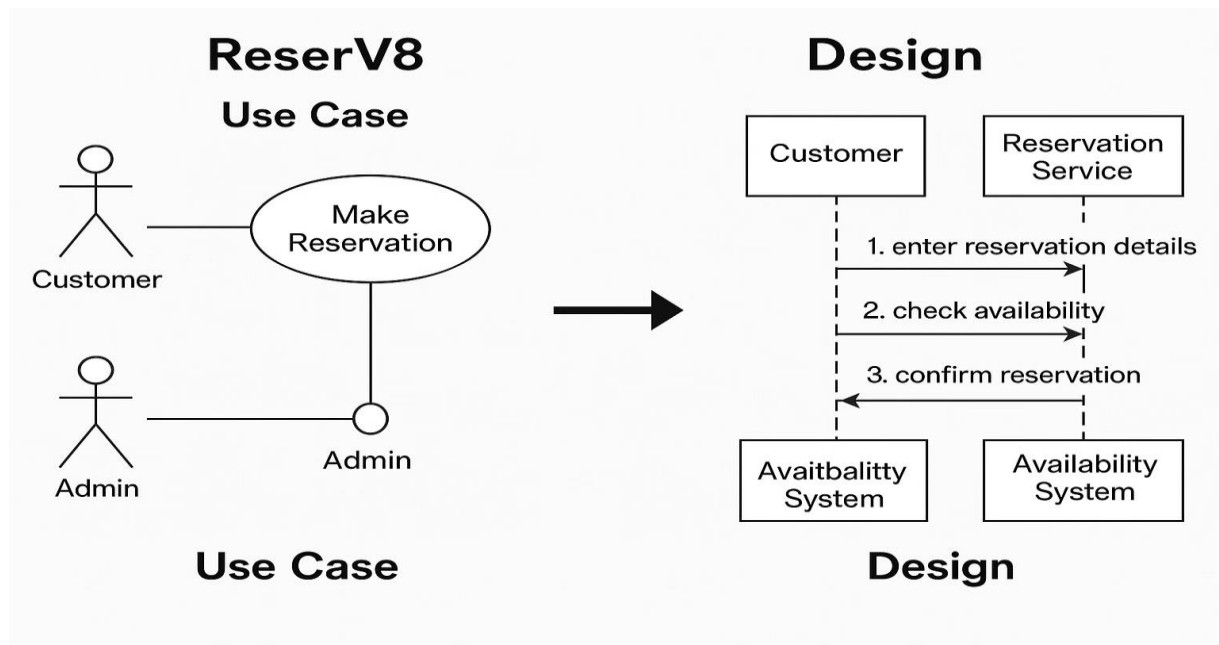 ReserV8
Use Case
Customer
Make
Reservation
Admin
Admin
Use Case
Design
Customer
Reservation
Service
1. enter reservation details
2. check availability
3. confirm reservation
Avaitbalitty
System
Availability
System
Design